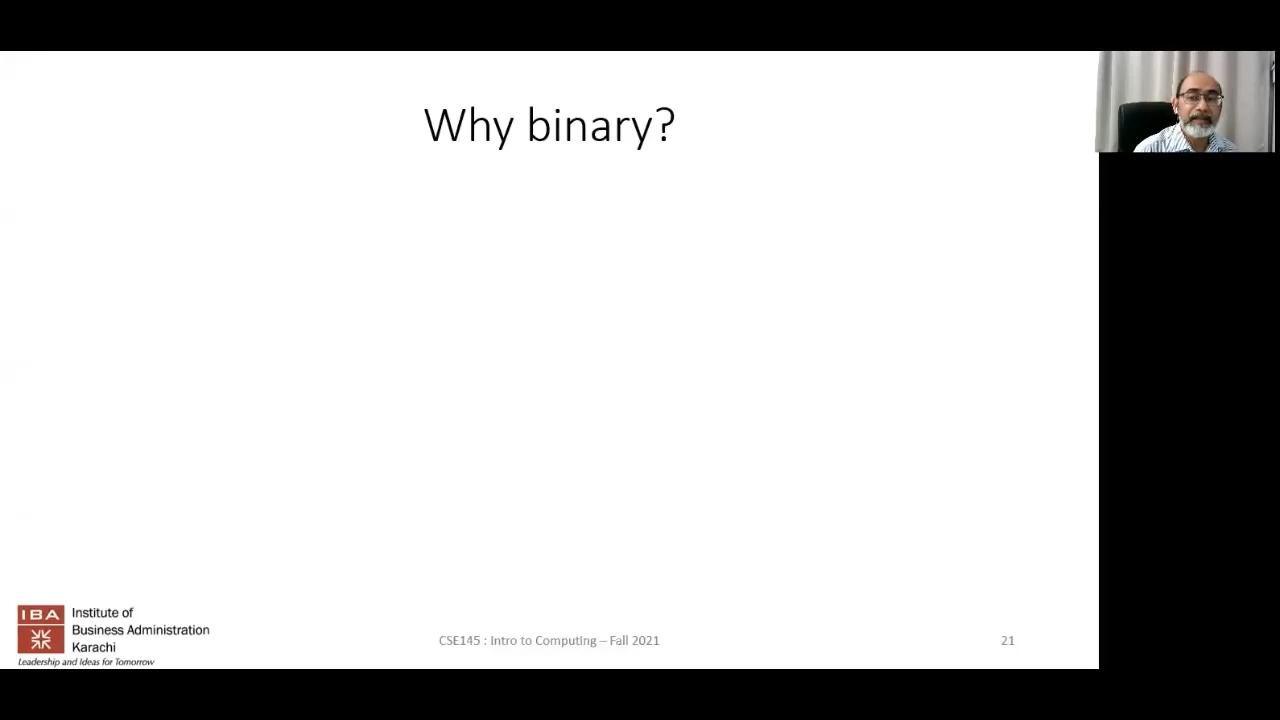 Why binary?
IBA
Institute of
Business Administration
Karachi
Leadership and Ideas for Tomorrow
CSE145 : Intro to Computing – Fall 2021
21